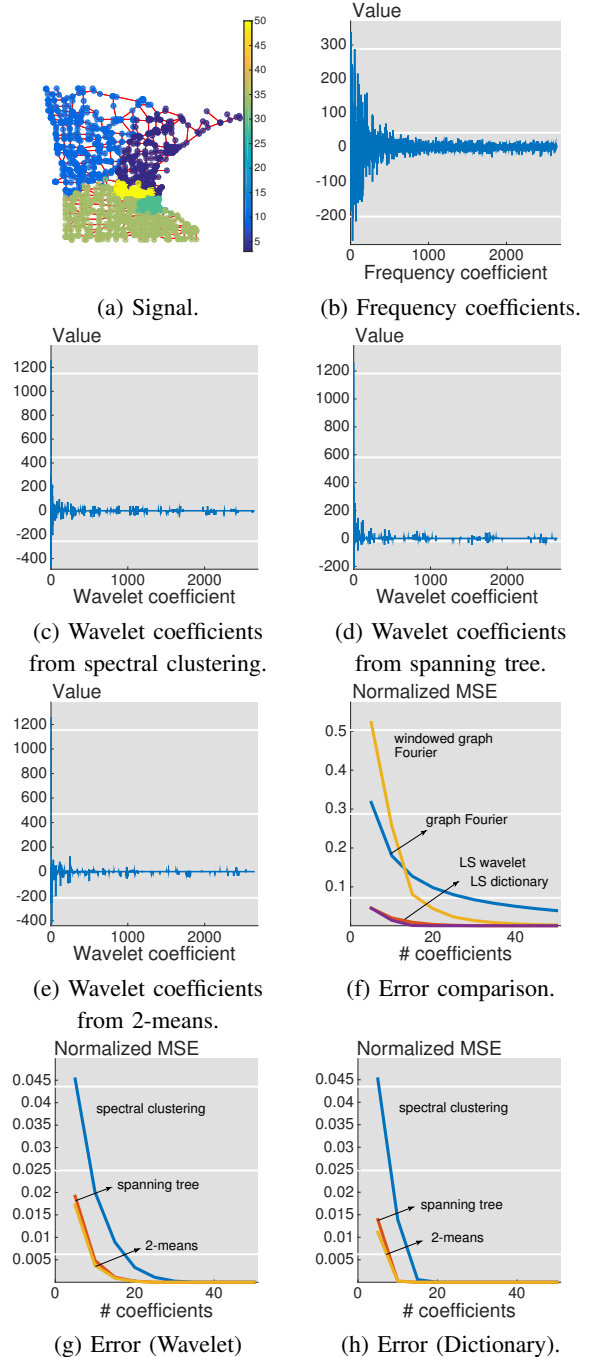 50
45
40
35
30
25
20
15
10
5
(a) Signal.
Value
300
200
100
0
-100
-200
0 1000 2000
Frequency coefficient
(b) Frequency coefficients.
Value
1200
1000
800
600
400
200
0
-200
-400
0 1000 2000
Wavelet coefficient
(c) Wavelet coefficients
from spectral clustering.
Value
1200
1000
800
600
400
200
0
-200
0 1000 2000
Wavelet coefficient
(d) Wavelet coefficients
from spanning tree.
Value
1200
1000
800
600
400
200
0
-200
-400
0 1000 2000
Wavelet coefficient
(e) Wavelet coefficients
from 2-means.
Normalized MSE
0.5
0.4
0.3
0.2
0.1
windowed graph
Fourier
graph Fourier
LS wavelet
LS dictionary
0 20 40
# coefficients
(f) Error comparison.
Normalized MSE
0.045
0.04
0.035
0.03
0.025
0.02
0.015
0.01
0.005
spectral clustering
spanning tree
2-means
0 20 40
# coefficients
(g) Error (Wavelet)
Normalized MSE
0.045
0.04
0.035
0.03
0.025
0.02
0.015
0.01
0.005
spectral clustering
spanning tree
2-means
0 20 40
# coefficients
(h) Error (Dictionary).